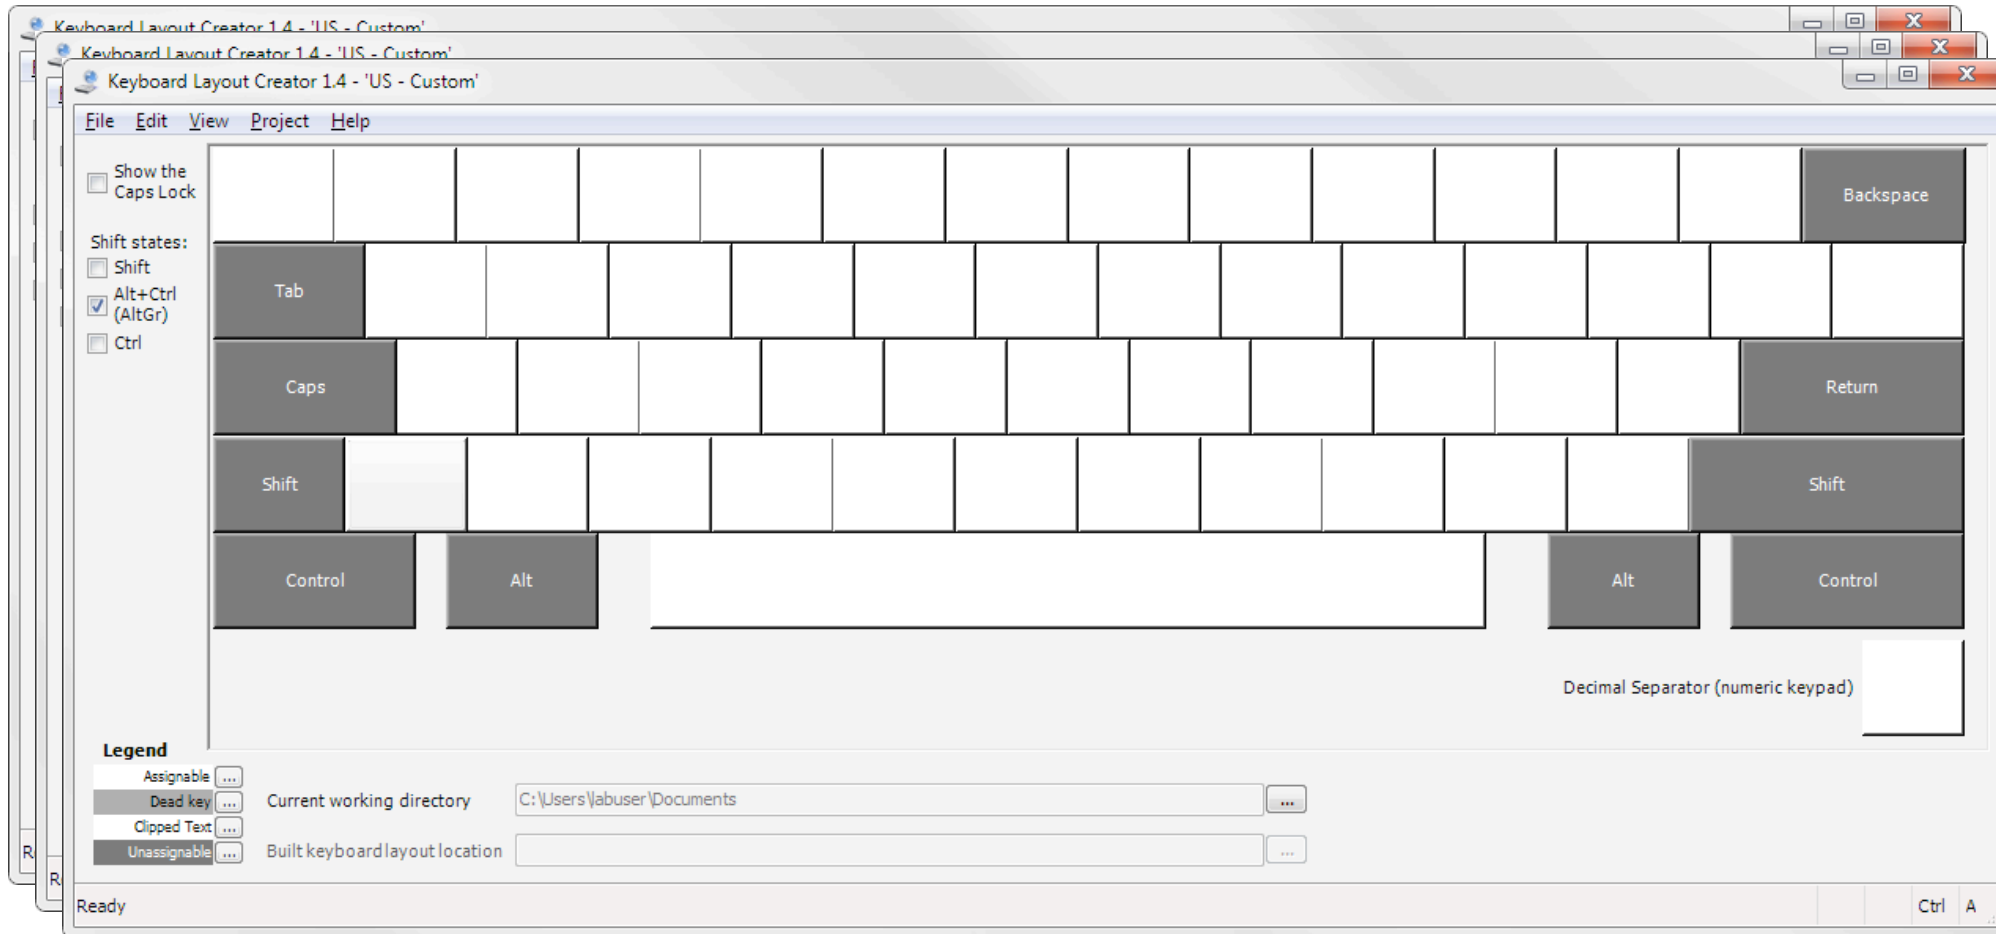 Keyboard Layout Creator 1.4 - 'US - Custom'
Keyboard Layout Creator 1.4 - 'US - Custom'
Keyboard Layout Creator 1.4 - 'US - Custom'
File Edit View Project Help
Show the
Caps Lock
Backspace
Shift states:
Shift
Alt+Ctrl
(AltGr)
Ctrl
Tab
Caps
Return
Shift
Shift
Control
Alt
Alt
Control
Decimal Separator (numeric keypad)
Legend
Assignable ...
Dead key ...
Clipped Text ...
Unassignable ...
Current working directory
C:\Users\labuser\Documents
...
Built keyboard layout location
...
R
R
Ready
Ctrl
A